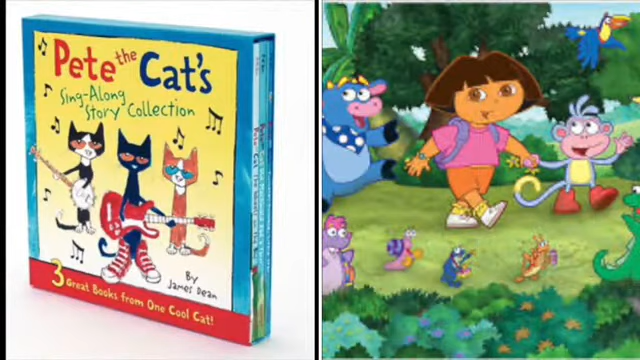 Pete the
Cat's
Sing-Along
Story Collection
By
James Dean
3 Great Books from One Cool Cat!